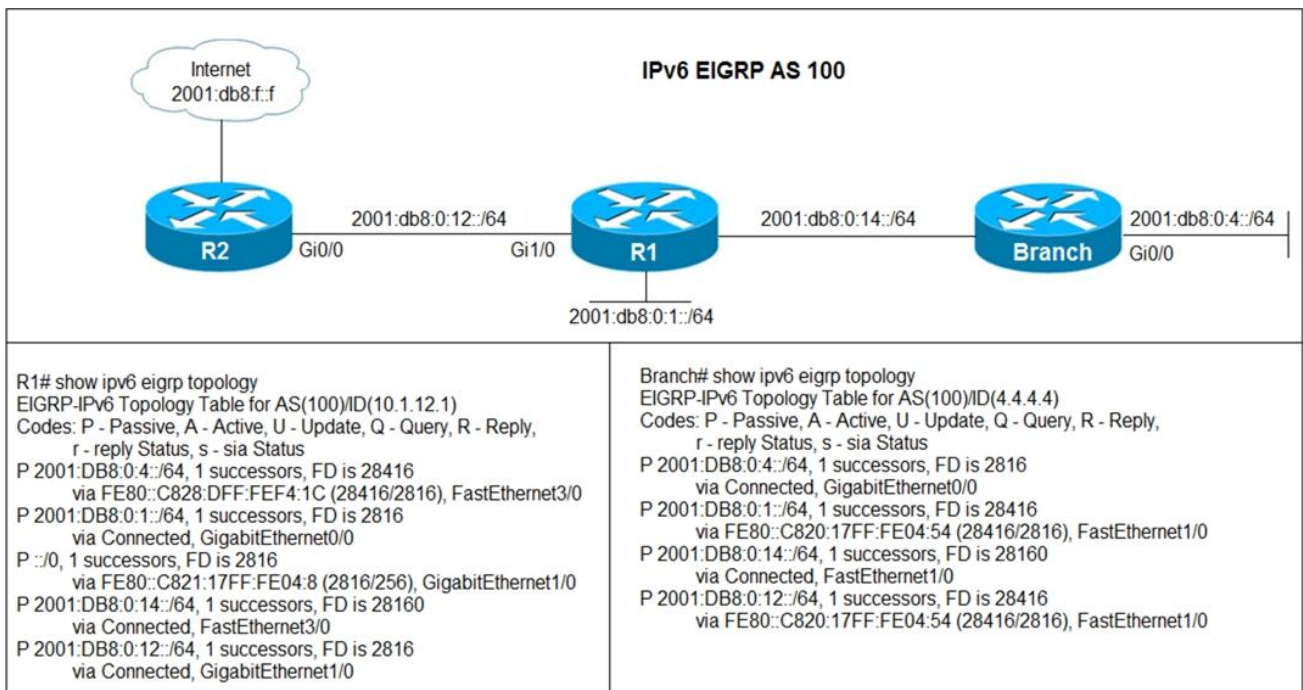 Internet
2001:db8:f::f
IPv6 EIGRP AS 100
2001:db8:0:12::/64
2001:db8:0:14::/64
2001:db8:0:4::/64
R2
Gi0/0
Gi1/0
R1
Branch
Gi0/0
2001:db8:0:1::/64
R1# show ipv6 eigrp topology
EIGRP-IPv6 Topology Table for AS(100)/ID(10.1.12.1)
Codes: P - Passive, A - Active, U - Update, Q - Query, R - Reply,
r - reply Status, s - sia Status
P 2001:DB8:0:4::/64, 1 successors, FD is 28416
via FE80::C828:DFF:FEF4:1C (28416/2816), FastEthernet3/0
P 2001:DB8:0:1::/64, 1 successors, FD is 2816
via Connected, GigabitEthernet0/0
P ::/0, 1 successors, FD is 2816
via FE80::C821:17FF:FE04:8 (2816/256), GigabitEthernet1/0
P 2001:DB8:0:14::/64, 1 successors, FD is 28160
via Connected, FastEthernet3/0
P 2001:DB8:0:12::/64, 1 successors, FD is 2816
via Connected, GigabitEthernet1/0
Branch# show ipv6 eigrp topology
EIGRP-IPv6 Topology Table for AS(100)/ID(4.4.4.4)
Codes: P - Passive, A - Active, U - Update, Q - Query, R - Reply,
r - reply Status, s - sia Status
P 2001:DB8:0:4::/64, 1 successors, FD is 2816
via Connected, GigabitEthernet0/0
P 2001:DB8:0:1::/64, 1 successors, FD is 28416
via FE80::C820:17FF:FE04:54 (28416/2816), FastEthernet1/0
P 2001:DB8:0:14::/64, 1 successors, FD is 28160
via Connected, FastEthernet1/0
P 2001:DB8:0:12::/64, 1 successors, FD is 28416
via FE80::C820:17FF:FE04:54 (28416/2816), FastEthernet1/0